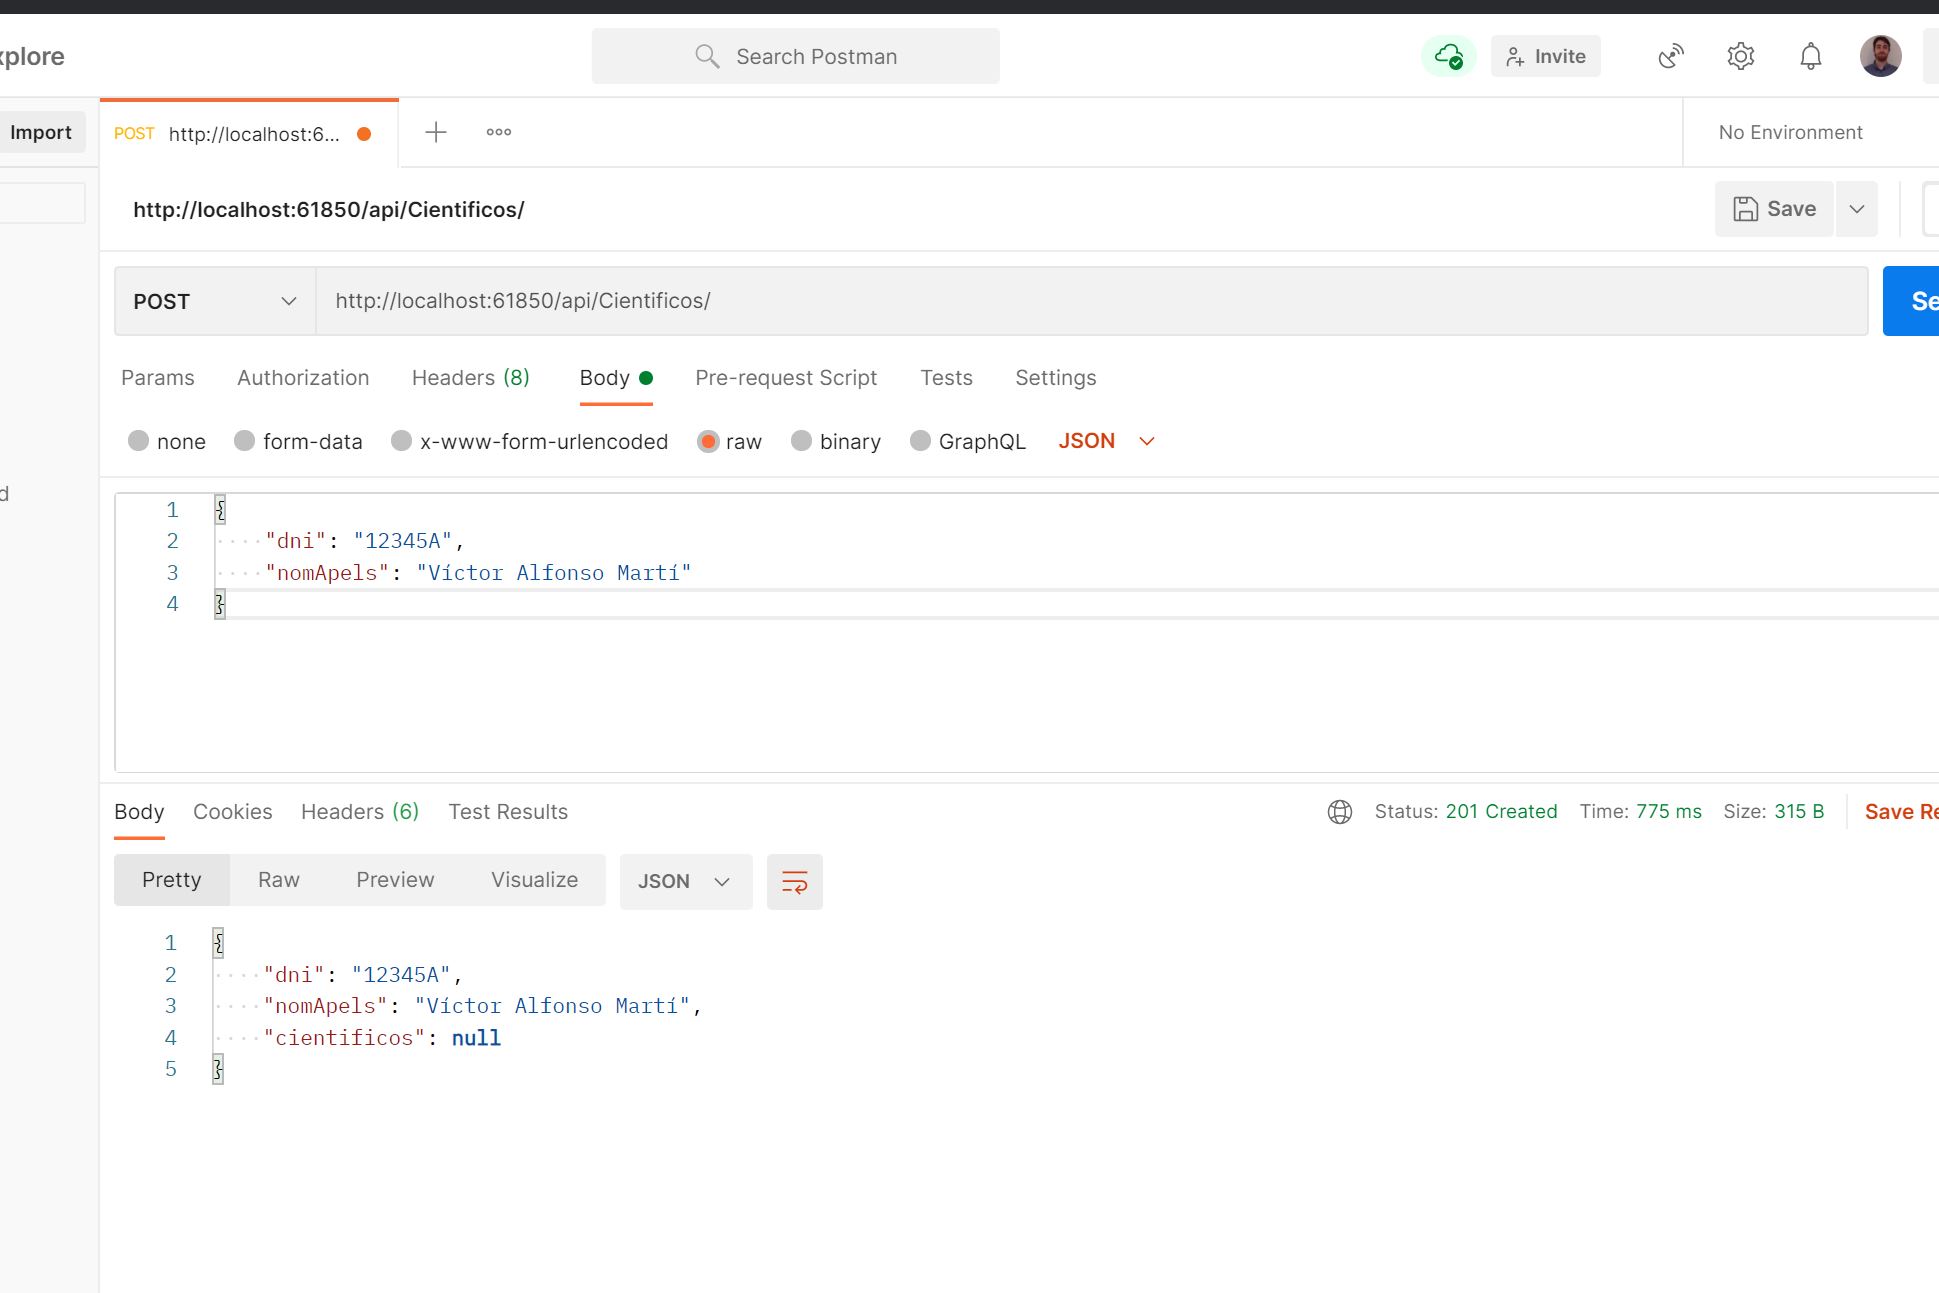 xplore
Search Postman
Invite
Import
POST http://localhost:6...
No Environment
http://localhost:61850/api/Cientificos/
Save
POST
http://localhost:61850/api/Cientificos/
Se
Params Authorization Headers (8) Body Pre-request Script Tests Settings
none form-data x-www-form-urlencoded raw binary GraphQL JSON
d
1 {
2 "dni": "12345A",
3 "nomApels": "Víctor Alfonso Martí"
4 }
Body Cookies Headers (6) Test Results
Status: 201 Created Time: 775 ms Size: 315 B Save Re
Pretty Raw Preview Visualize JSON
1 {
2 "dni": "12345A",
3 "nomApels": "Víctor Alfonso Martí",
4 "cientificos": null
5 }